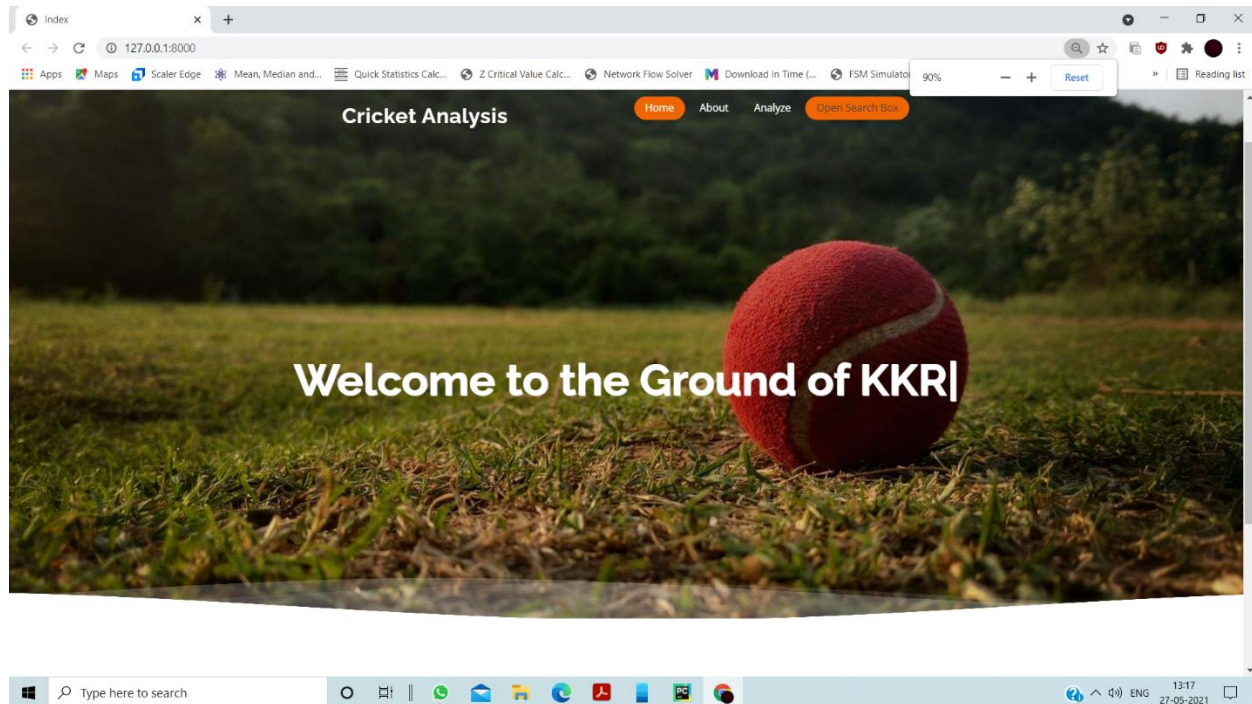 Index
127.0.0.1:8000
Apps Maps Scaler Edge Mean, Median and... Quick Statistics Calc... Z Critical Value Calc... Network Flow Solver Download In Time (... FSM Simulato » Reading list
90% Reset
Cricket Analysis
Home About Analyze Open Search Box
Welcome to the Ground of KKR|
Type here to search
ENG
13:17
27-05-2021